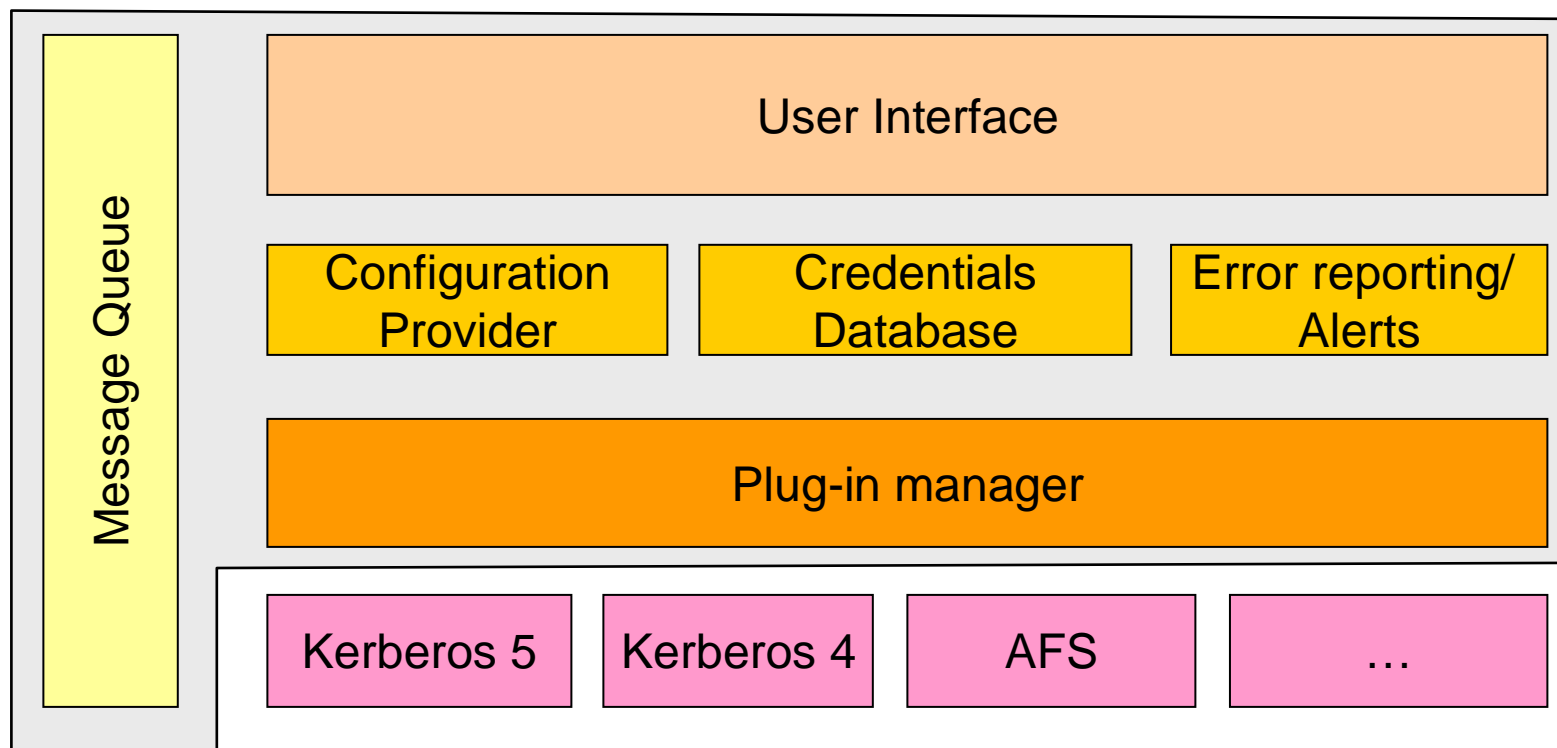 Message Queue
User Interface
Configuration
Provider
Credentials
Database
Error reporting/
Alerts
Plug-in manager
Kerberos 5
Kerberos 4
AFS
…